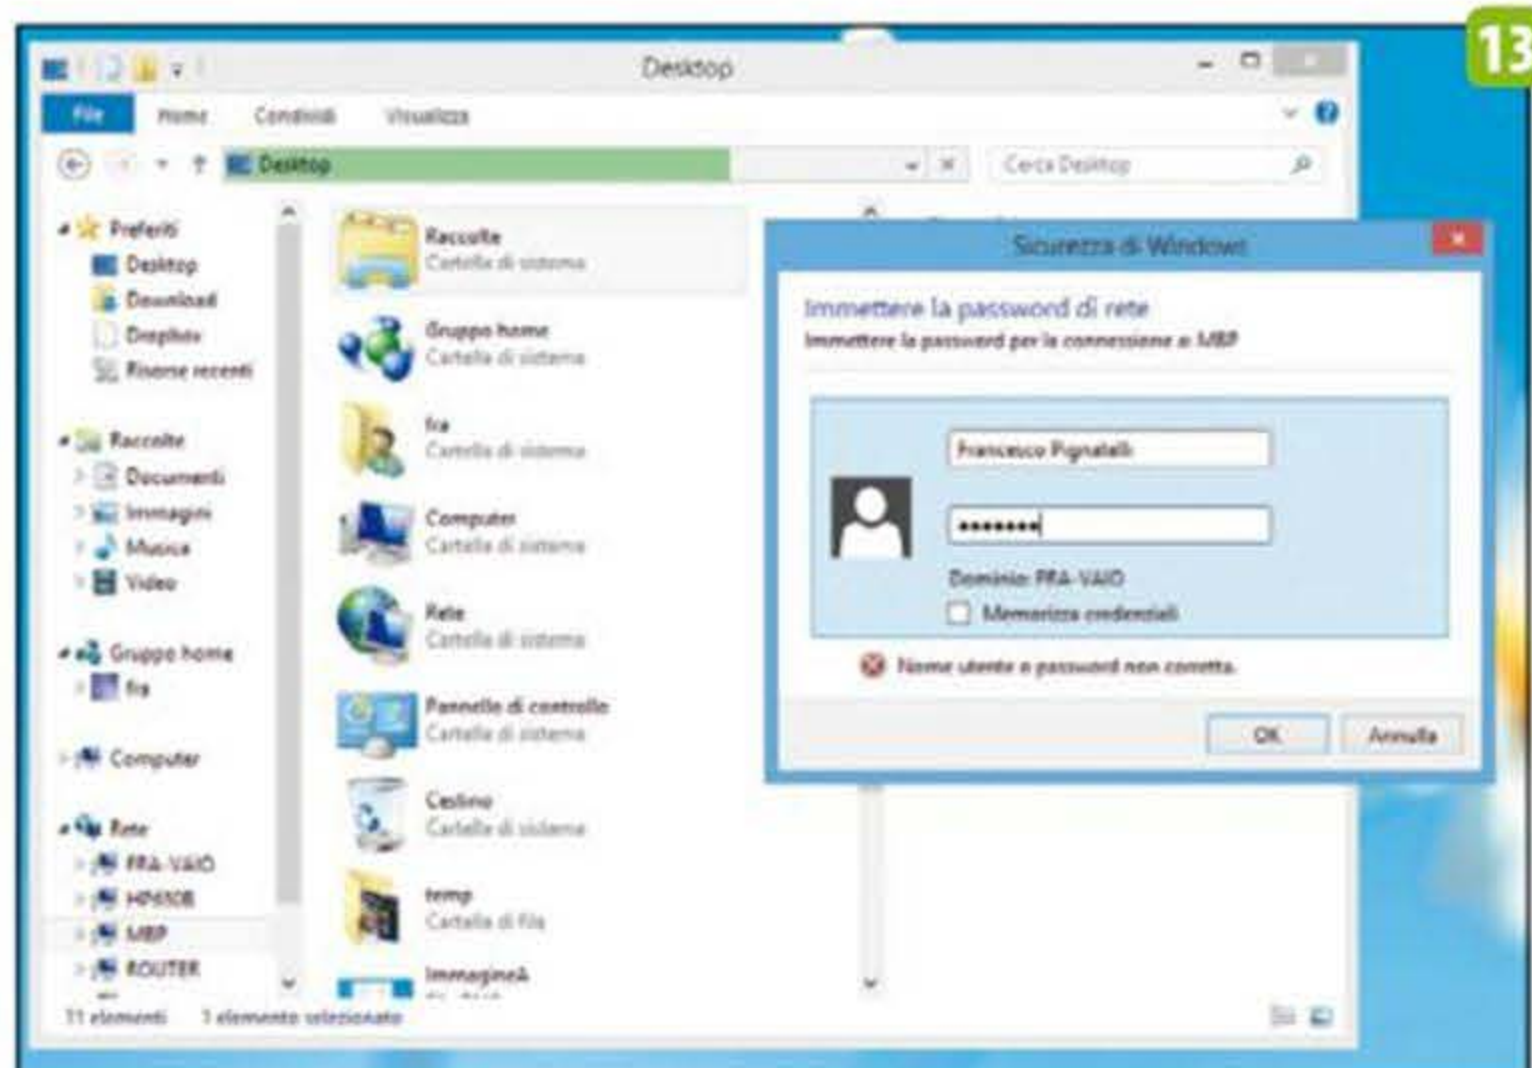 13
Desktop
File Home Condividi Visualizza
Desktop
Cerca Desktop
Preferiti
Desktop
Download
Dropbox
Risorse recenti
Raccolte
Documenti
Immagini
Musica
Video
Gruppo home
fra
Computer
Rete
FRA-VAIO
HP650B
MBP
ROUTER
Raccolte
Cartella di sistema
Gruppo home
Cartella di sistema
fra
Cartella di sistema
Computer
Cartella di sistema
Rete
Cartella di sistema
Pannello di controllo
Cartella di sistema
Cestino
Cartella di sistema
temp
Cartella di file
ImmagineA
11 elementi 1 elemento selezionato
Sicurezza di Windows
Immettere la password di rete
Immettere la password per la connessione a: MBP
Francesco Pignatelli
Dominio: FRA-VAIO
Memorizza credenziali
Nome utente o password non corretta.
OK Annulla